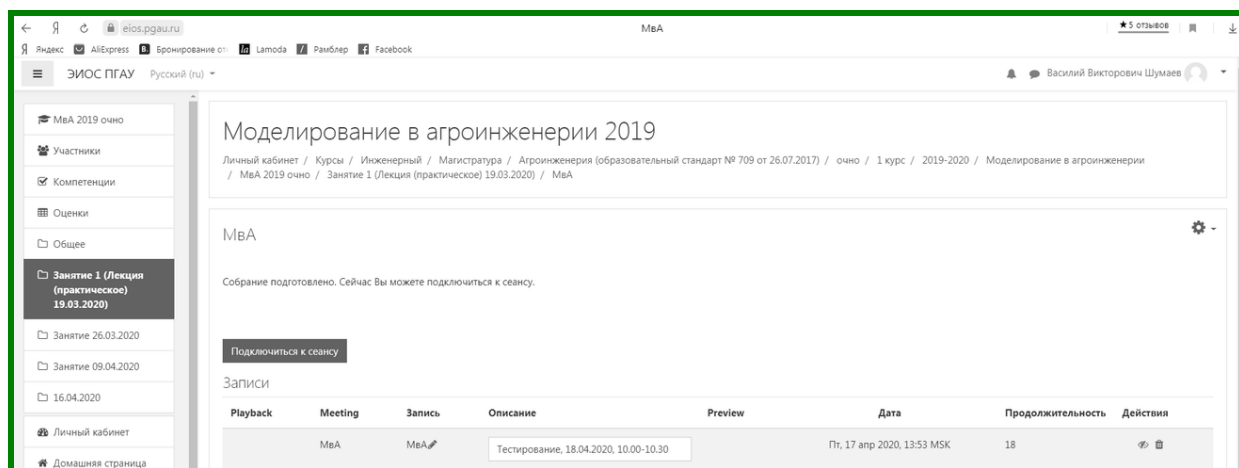 eios.pgau.ru
МвА
★5 отзывов
Яндекс AliExpress Бронирование от Lamoda Рамблер Facebook
ЭИОС ПГАУ Русский (ru)
Василий Викторович Шумаев
МвА 2019 очно
Участники
Компетенции
Оценки
Общее
Занятие 1 (Лекция
(практическое)
19.03.2020)
Занятие 26.03.2020
Занятие 09.04.2020
16.04.2020
Личный кабинет
Домашняя страница
Моделирование в агроинженерии 2019
Личный кабинет / Курсы / Инженерный / Магистратура / Агроинженерия (образовательный стандарт № 709 от 26.07.2017) / очно / 1 курс / 2019-2020 / Моделирование в агроинженерии
/ МвА 2019 очно / Занятие 1 (Лекция (практическое) 19.03.2020) / МвА
МвА
Собрание подготовлено. Сейчас Вы можете подключиться к сеансу.
Подключиться к сеансу
Записи
Playback Meeting Запись Описание Preview Дата Продолжительность Действия
МвА МвА Тестирование, 18.04.2020, 10.00-10.30 Пт, 17 апр 2020, 13:53 MSK 18